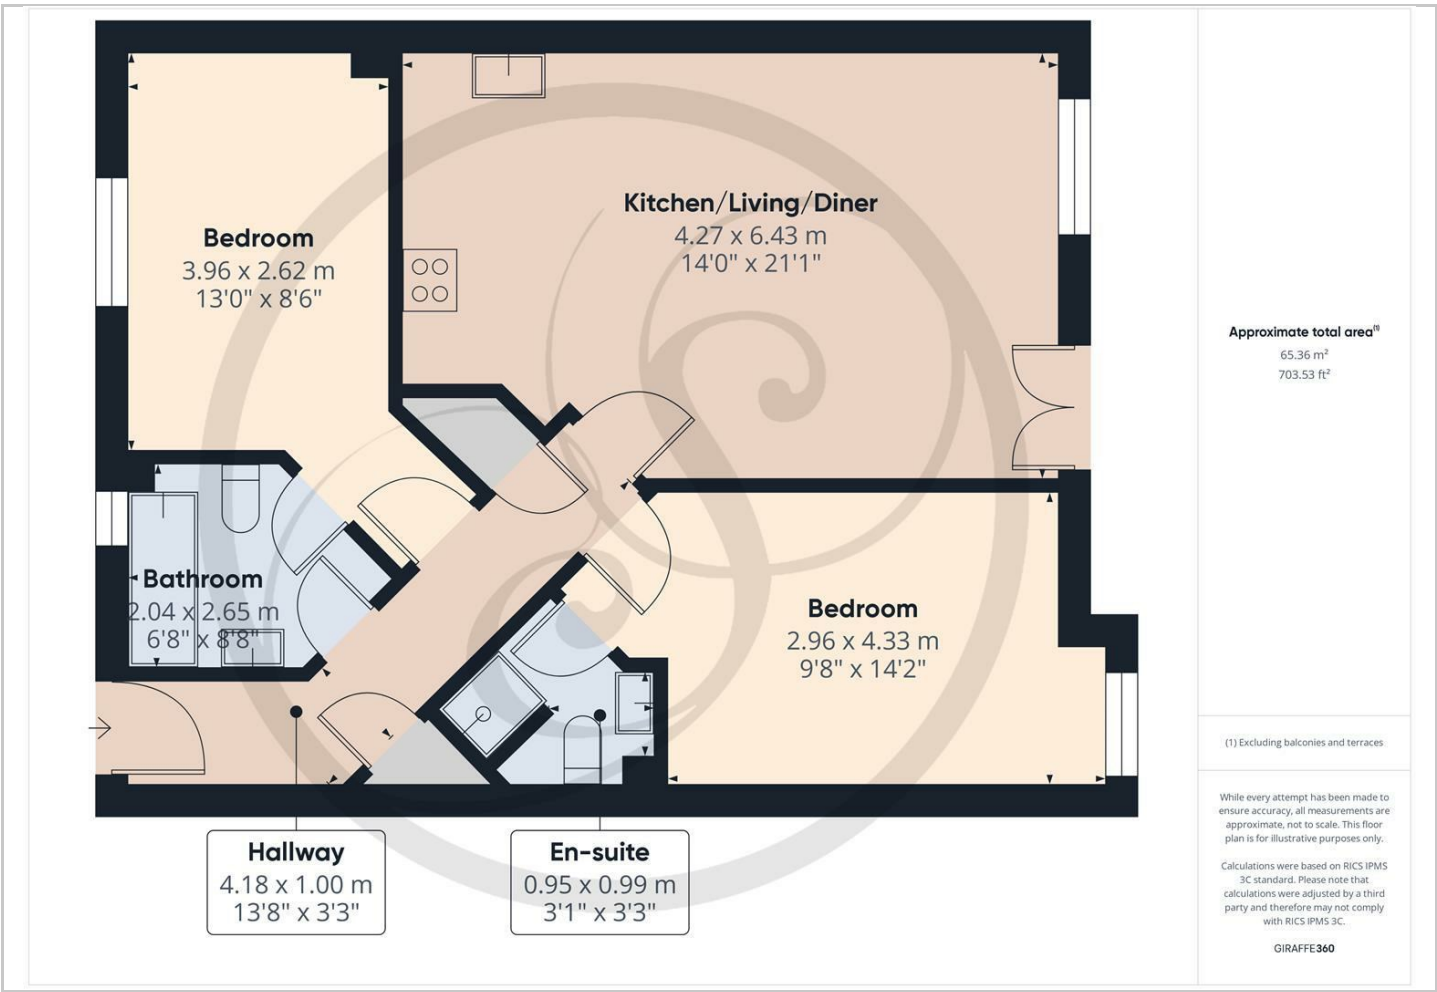 Bedroom
3.96 x 2.62 m
13'0" x 8'6"
Kitchen/Living/Diner
4.27 x 6.43 m
14'0" x 21'1"
Bathroom
2.04 x 2.65 m
6'8" x 8'8"
Bedroom
2.96 x 4.33 m
9'8" x 14'2"
Hallway
4.18 x 1.00 m
13'8" x 3'3"
En-suite
0.95 x 0.99 m
3'1" x 3'3"
Approximate total area(1)
65.36 m²
703.53 ft²
(1) Excluding balconies and terraces
While every attempt has been made to
ensure accuracy, all measurements are
approximate, not to scale. This floor
plan is for illustrative purposes only.
Calculations were based on RICS IPMS
3C standard. Please note that
calculations were adjusted by a third
party and therefore may not comply
with RICS IPMS 3C.
GIRAFFE360